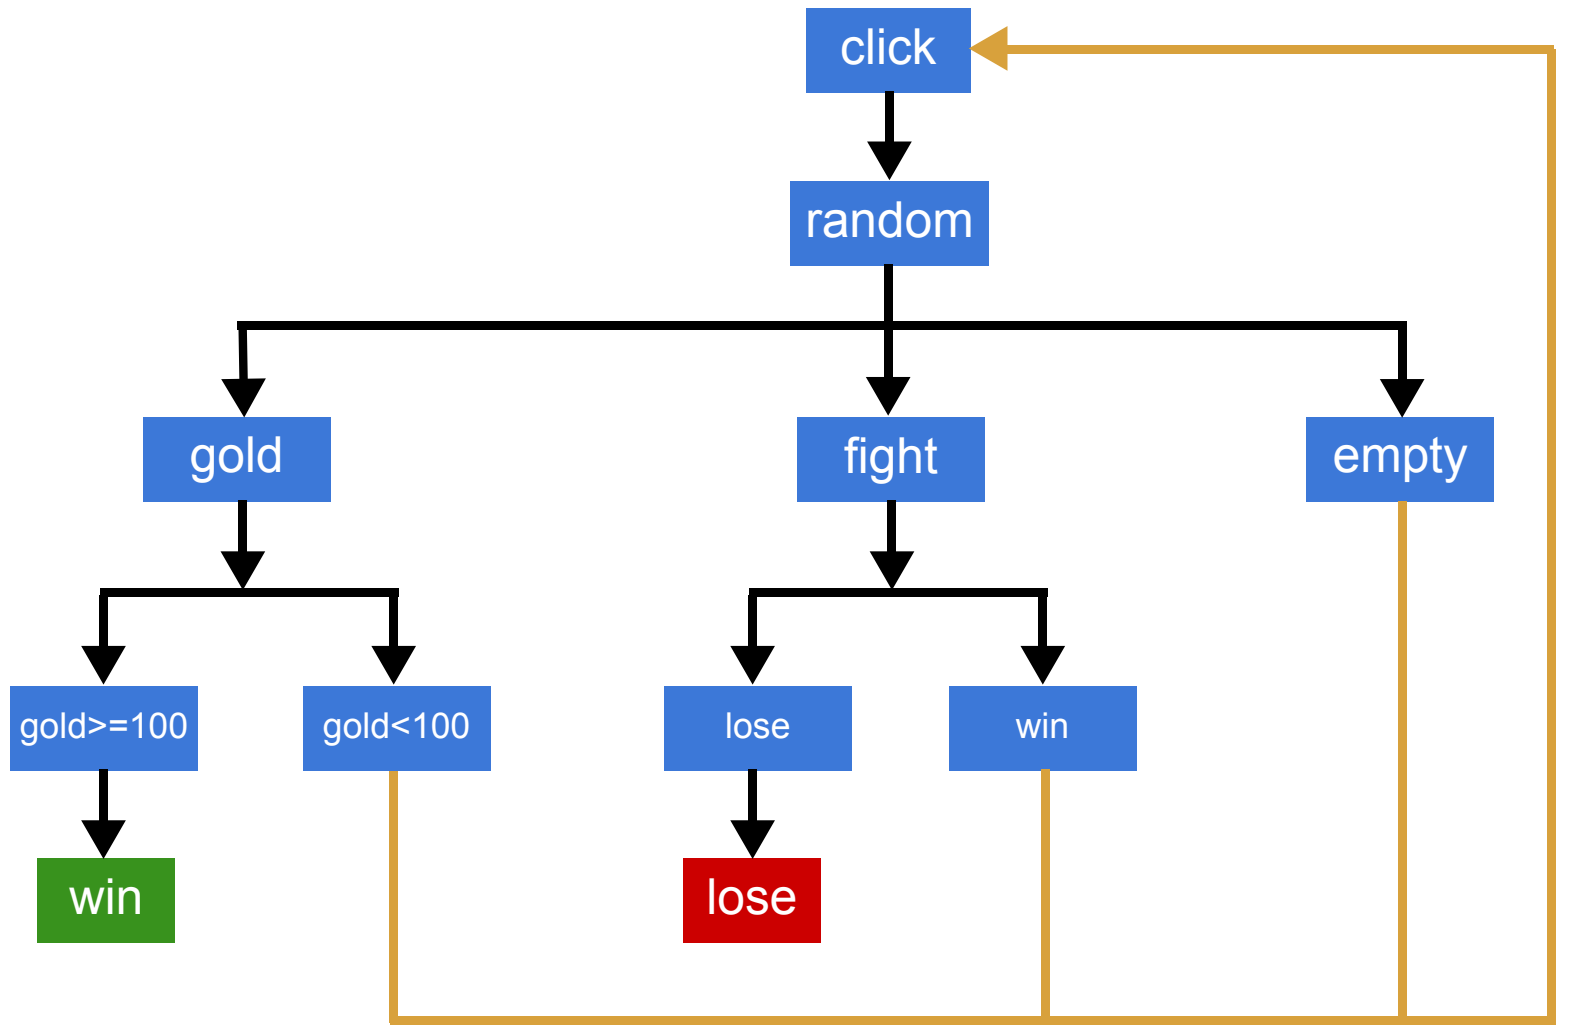 click
random
gold
fight
empty
gold>=100
gold<100
lose
win
win
lose